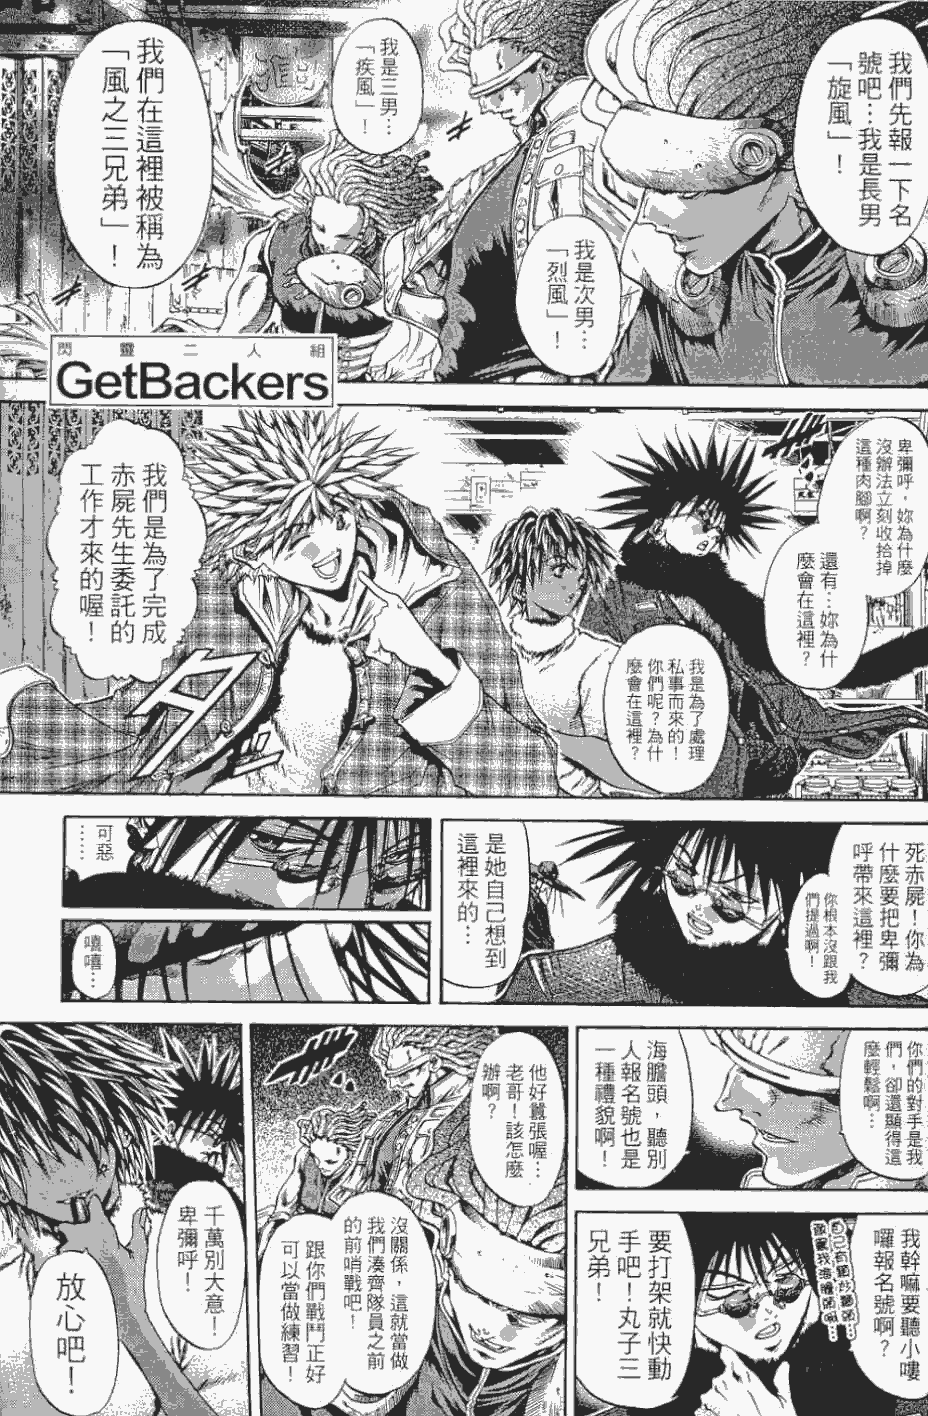 我們先報一下名
號吧…我是長男
「旋風」!
我是次男…
「烈風」!
我是三男…
「疾風」!
我們在這裡被稱為
「風之三兄弟」!
閃靈二人組
GetBackers
卑彌呼,妳為什麼
沒辦法立刻收拾掉
這種肉腳啊?
還有…妳為什
麼會在這裡?
我是為了處理
私事而來的!
你們呢?為什
麼會在這裡?
我們是為了完成
赤屍先生委託的
工作才來的喔!
死赤屍!你為
什麼要把卑彌
呼帶來這裡?
你根本沒跟我
們提過啊!
是她自己想到
這裡來的…
可惡
……
嘻嘻…
你們的對手是我
們,卻還顯得這
麼輕鬆啊…
海膽頭,聽別
人報名號也是
一種禮貌啊!
我幹嘛要聽小嘍
囉報名號啊?
要打架就快動
手吧!丸子三
兄弟!
他好囂張喔…
老哥!該怎麼
辦啊?
沒關係,這就當做
我們湊齊隊員之前
的前哨戰吧!
跟你們戰鬥正好
可以當做練習!
千萬別大意!
卑彌呼!
放心吧!